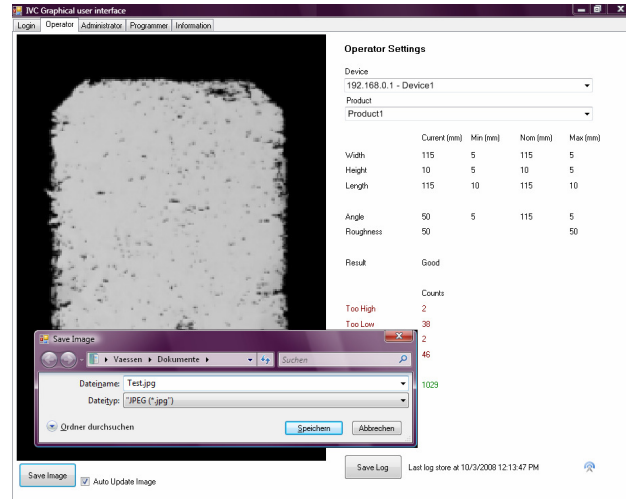 IVC Graphical user interface
Login Operator Administrator Programmer Information
Operator Settings
Device
192.168.0.1 - Device1
Product
Product1
Current (mm) Min (mm) Nom (mm) Max (mm)
Width 115 5 115 5
Height 10 5 10 5
Length 115 10 115 10
Angle 50 5 115 5
Roughness 50 50
Result Good
Counts
Too High 2
Too Low 38
2
46
1029
Save Image
Vaessen Dokumente Suchen
Dateiname: Test.jpg
Dateityp: "JPEG (*.jpg")
Ordner durchsuchen Speichern Abbrechen
Save Image Auto Update Image
Save Log Last log store at 10/3/2008 12:13:47 PM